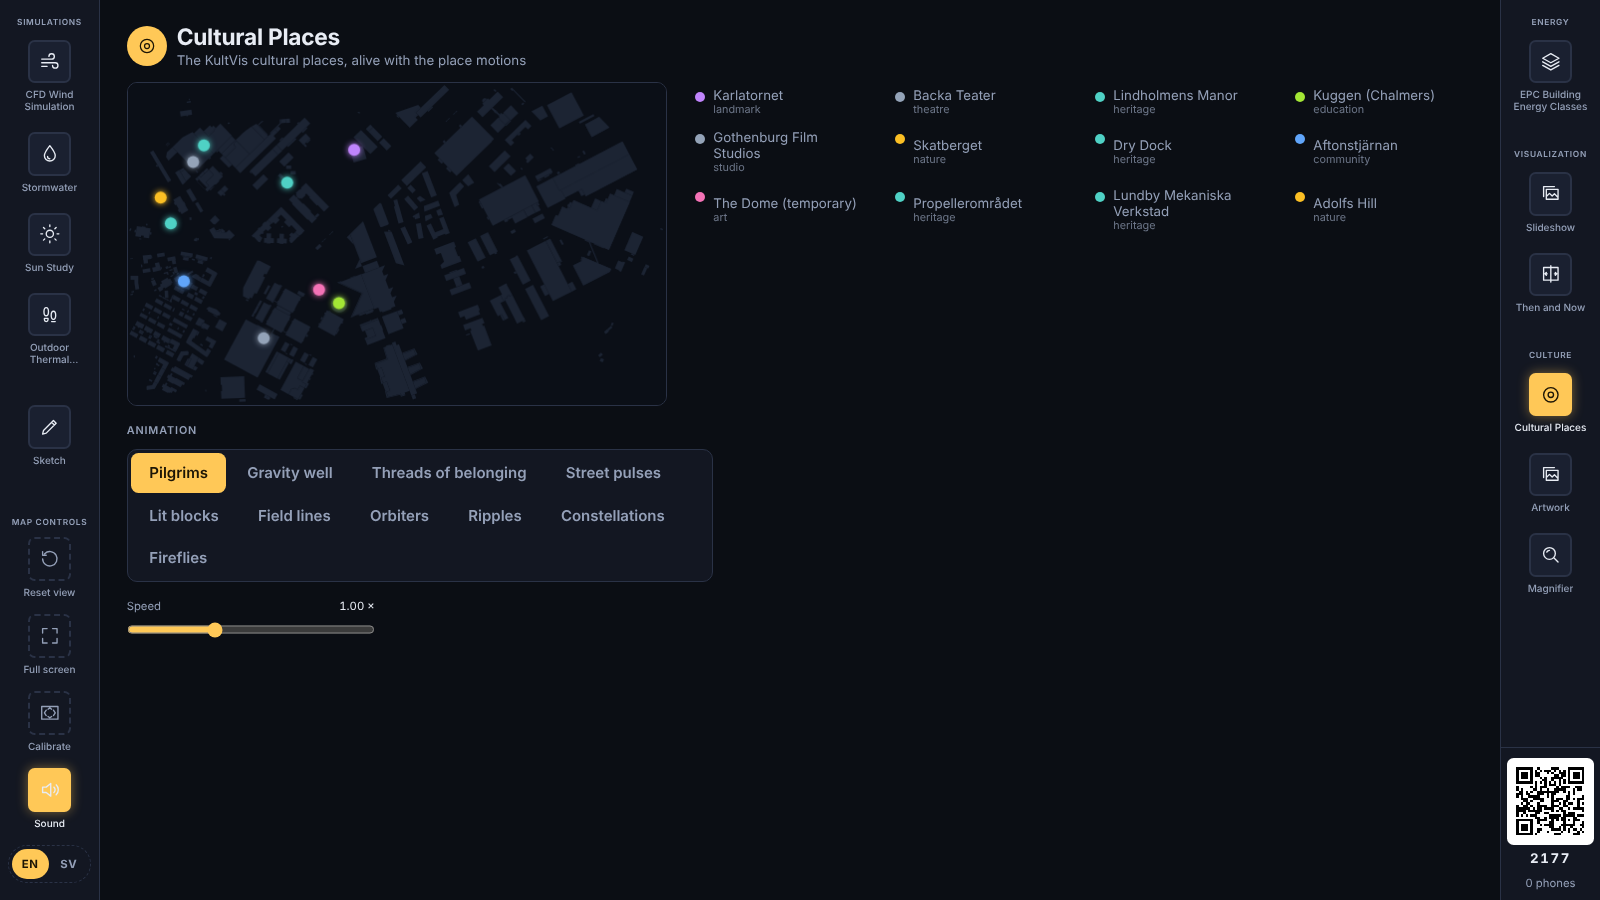 SIMULATIONS
CFD Wind
Simulation
Stormwater
Sun Study
Outdoor
Thermal...
Sketch
MAP CONTROLS
Reset view
Full screen
Calibrate
Sound
EN SV
Cultural Places
The KultVis cultural places, alive with the place motions
Karlatornet
landmark
Backa Teater
theatre
Lindholmens Manor
heritage
Kuggen (Chalmers)
education
Gothenburg Film
Studios
studio
Skatberget
nature
Dry Dock
heritage
Aftonstjärnan
community
The Dome (temporary)
art
Propellerområdet
heritage
Lundby Mekaniska
Verkstad
heritage
Adolfs Hill
nature
ANIMATION
Pilgrims Gravity well Threads of belonging Street pulses
Lit blocks Field lines Orbiters Ripples Constellations
Fireflies
Speed 1.00 ×
ENERGY
EPC Building
Energy Classes
VISUALIZATION
Slideshow
Then and Now
CULTURE
Cultural Places
Artwork
Magnifier
2177
0 phones